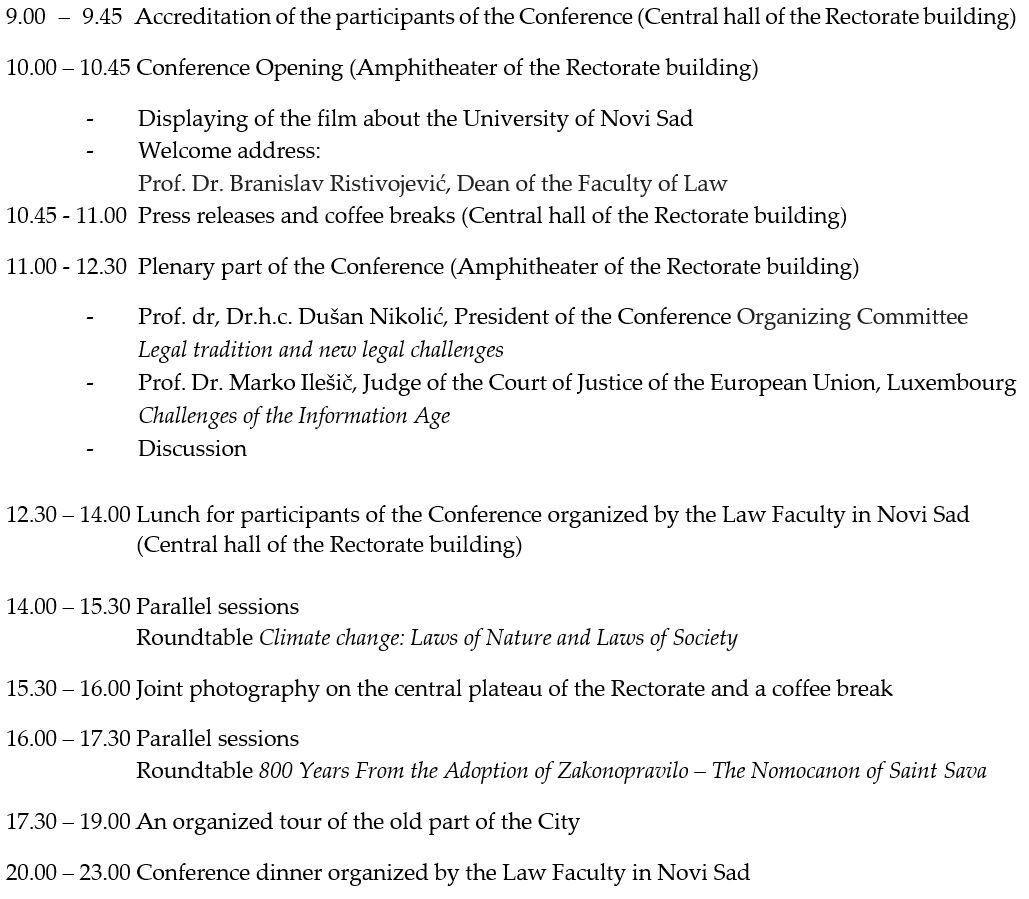 9.00 – 9.45 Accreditation of the participants of the Conference (Central hall of the Rectorate building)
10.00 – 10.45 Conference Opening (Amphitheater of the Rectorate building)
- Displaying of the film about the University of Novi Sad
- Welcome address:
Prof. Dr. Branislav Ristivojević, Dean of the Faculty of Law
10.45 - 11.00 Press releases and coffee breaks (Central hall of the Rectorate building)
11.00 - 12.30 Plenary part of the Conference (Amphitheater of the Rectorate building)
- Prof. dr, Dr.h.c. Dušan Nikolić, President of the Conference Organizing Committee
Legal tradition and new legal challenges
- Prof. Dr. Marko Ilešič, Judge of the Court of Justice of the European Union, Luxembourg
Challenges of the Information Age
- Discussion
12.30 – 14.00 Lunch for participants of the Conference organized by the Law Faculty in Novi Sad
(Central hall of the Rectorate building)
14.00 – 15.30 Parallel sessions
Roundtable Climate change: Laws of Nature and Laws of Society
15.30 – 16.00 Joint photography on the central plateau of the Rectorate and a coffee break
16.00 – 17.30 Parallel sessions
Roundtable 800 Years From the Adoption of Zakonopravilo – The Nomocanon of Saint Sava
17.30 – 19.00 An organized tour of the old part of the City
20.00 – 23.00 Conference dinner organized by the Law Faculty in Novi Sad